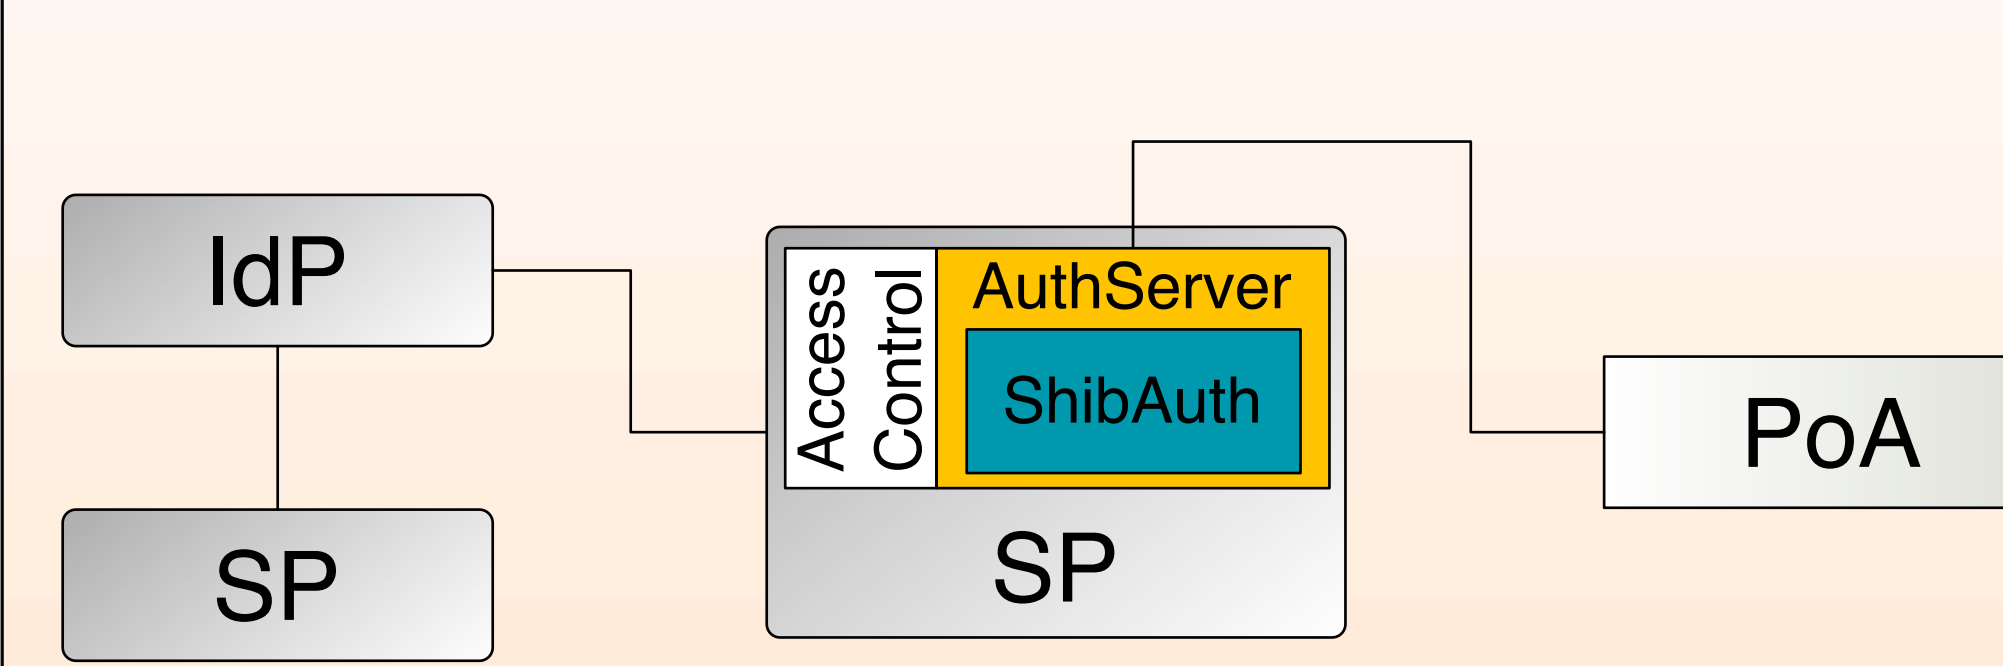 IdP
SP
Access
Control
AuthServer
ShibAuth
SP
PoA